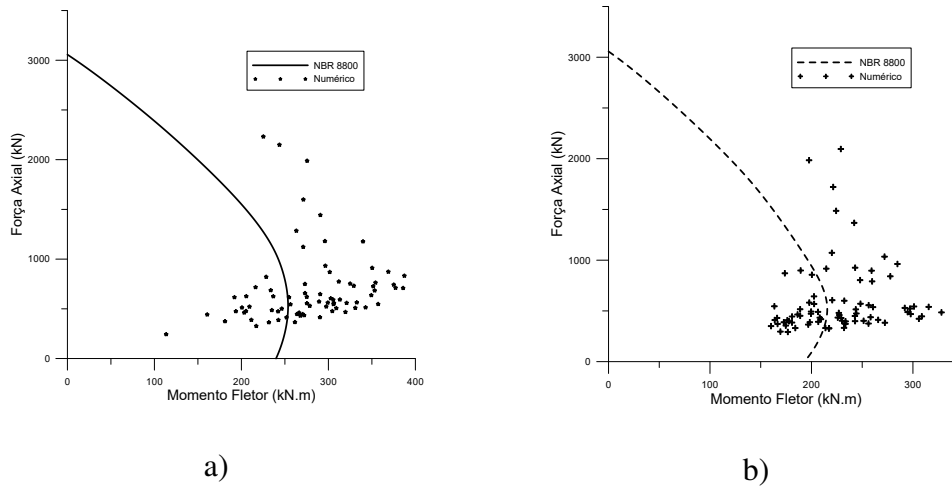 3000
2000
1000
0
0
100
200
300
400
Força Axial (kN)
Momento Fletor (kN.m)
NBR 8800
Numérico
a)
3000
2000
1000
0
0
100
200
300
Força Axial (kN)
Momento Fletor (kN.m)
NBR 8800
Numérico
b)